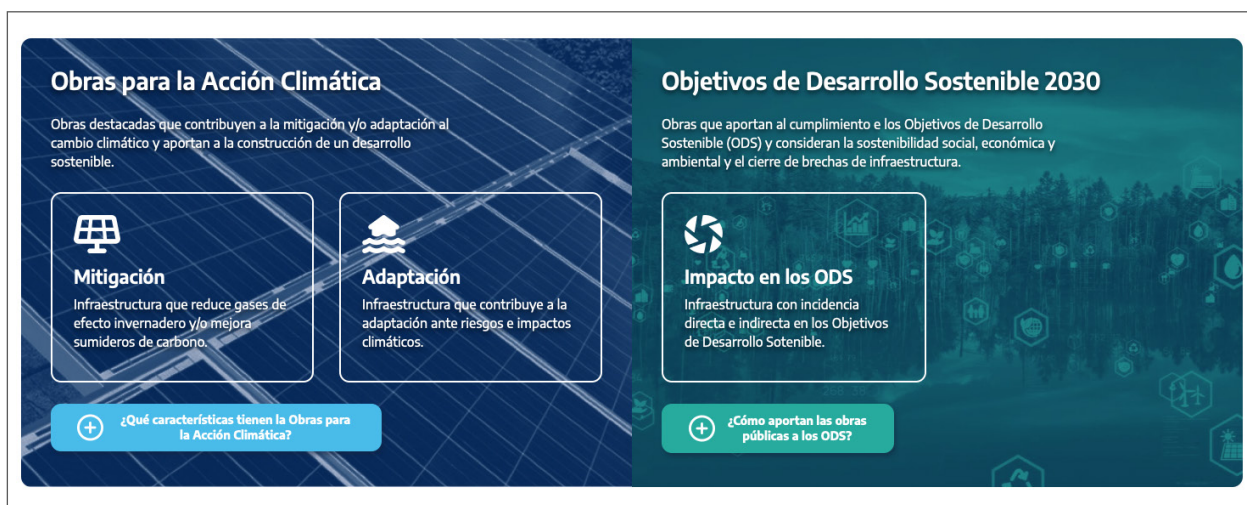 Obras para la Acción Climática
Obras destacadas que contribuyen a la mitigación y/o adaptación al
cambio climático y aportan a la construcción de un desarrollo
sostenible.
Mitigación
Infraestructura que reduce gases de
efecto invernadero y/o mejora
sumideros de carbono.
Adaptación
Infraestructura que contribuye a la
adaptación ante riesgos e impactos
climáticos.
¿Qué características tienen la Obras para
la Acción Climática?
Objetivos de Desarrollo Sostenible 2030
Obras que aportan al cumplimiento e los Objetivos de Desarrollo
Sostenible (ODS) y consideran la sostenibilidad social, económica y
ambiental y el cierre de brechas de infraestructura.
Impacto en los ODS
Infraestructura con incidencia
directa e indirecta en los Objetivos
de Desarrollo Sotenible.
¿Cómo aportan las obras
públicas a los ODS?